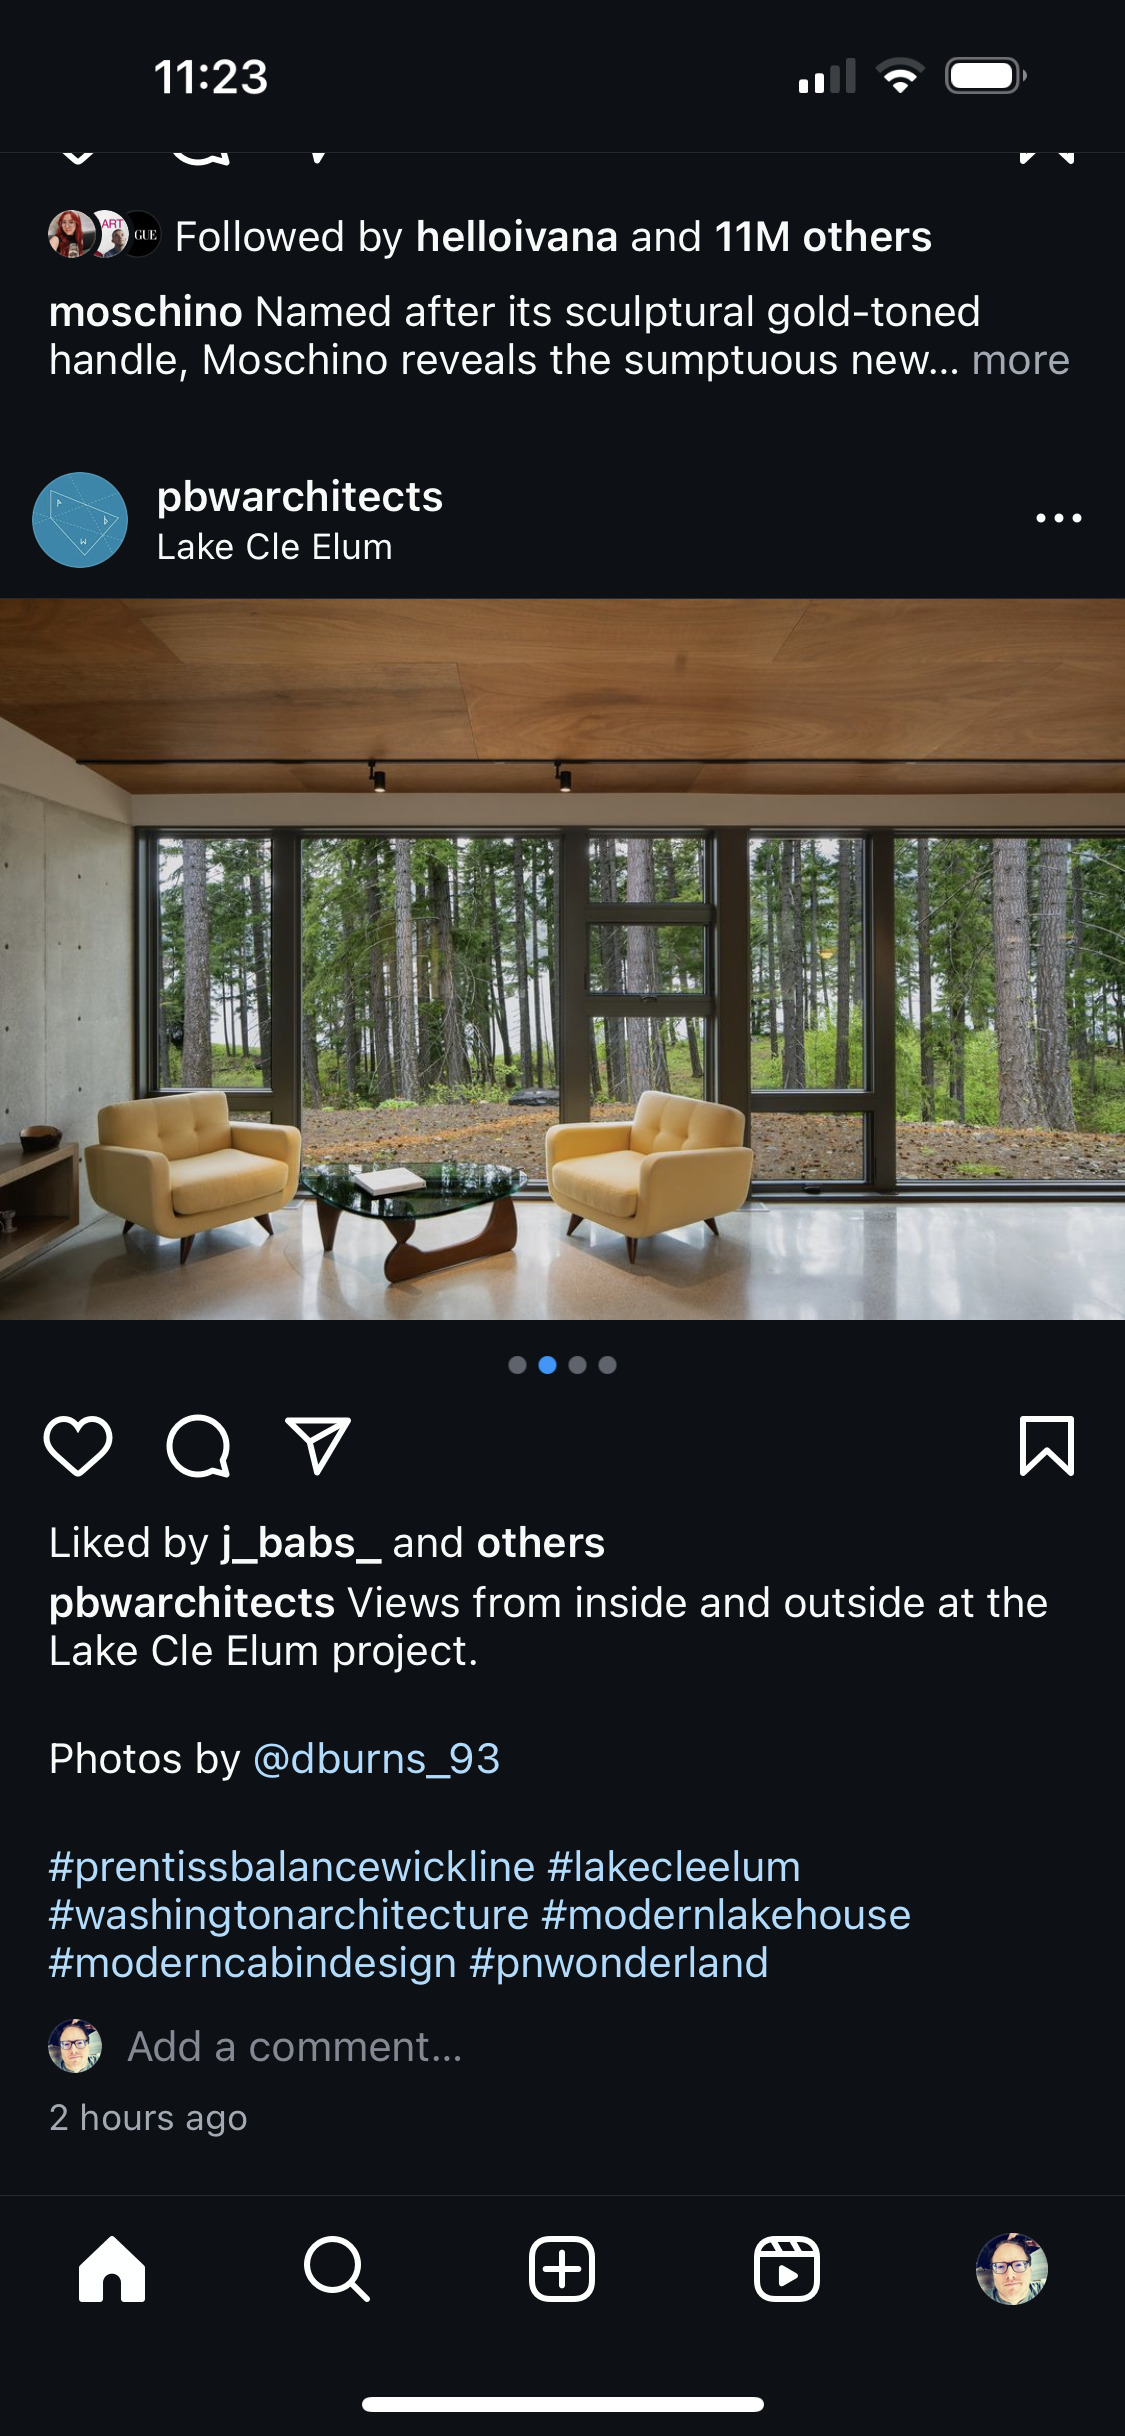 11:23
ART
GUE
Followed by helloivana and 11M others
moschino Named after its sculptural gold-toned
handle, Moschino reveals the sumptuous new... more
A
b
W
pbwarchitects
Lake Cle Elum
Liked by j_babs_ and others
pbwarchitects Views from inside and outside at the
Lake Cle Elum project.
Photos by @dburns_93
#prentissbalancewickline #lakecleelum
#washingtonarchitecture #modernlakehouse
#moderncabindesign #pnwonderland
Add a comment...
2 hours ago